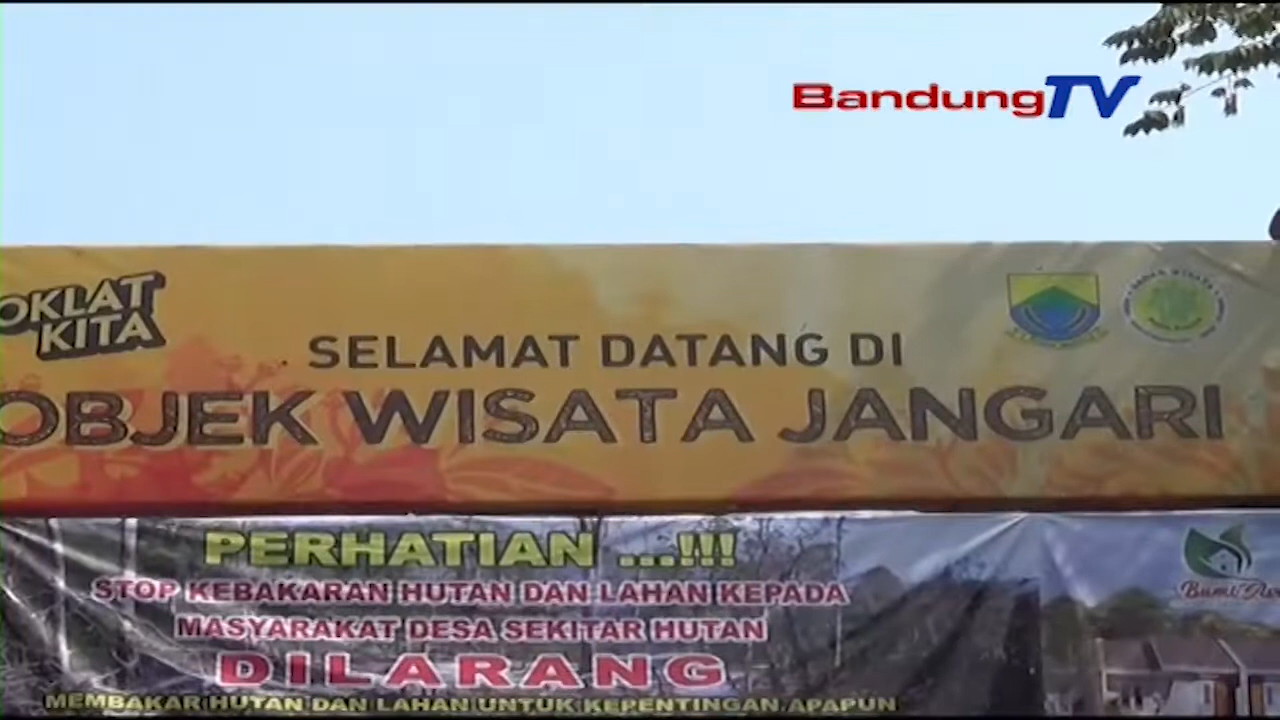 BandungTV
OKLAT
KITA
SELAMAT DATANG DI
OBJEK WISATA JANGARI
PERHATIAN ...!!!
STOP KEBAKARAN HUTAN DAN LAHAN KEPADA
MASYARAKAT DESA SEKITAR HUTAN
DILARANG
MEMBAKAR HUTAN DAN LAHAN UNTUK KEPENTINGAN APAPUN
Bumi